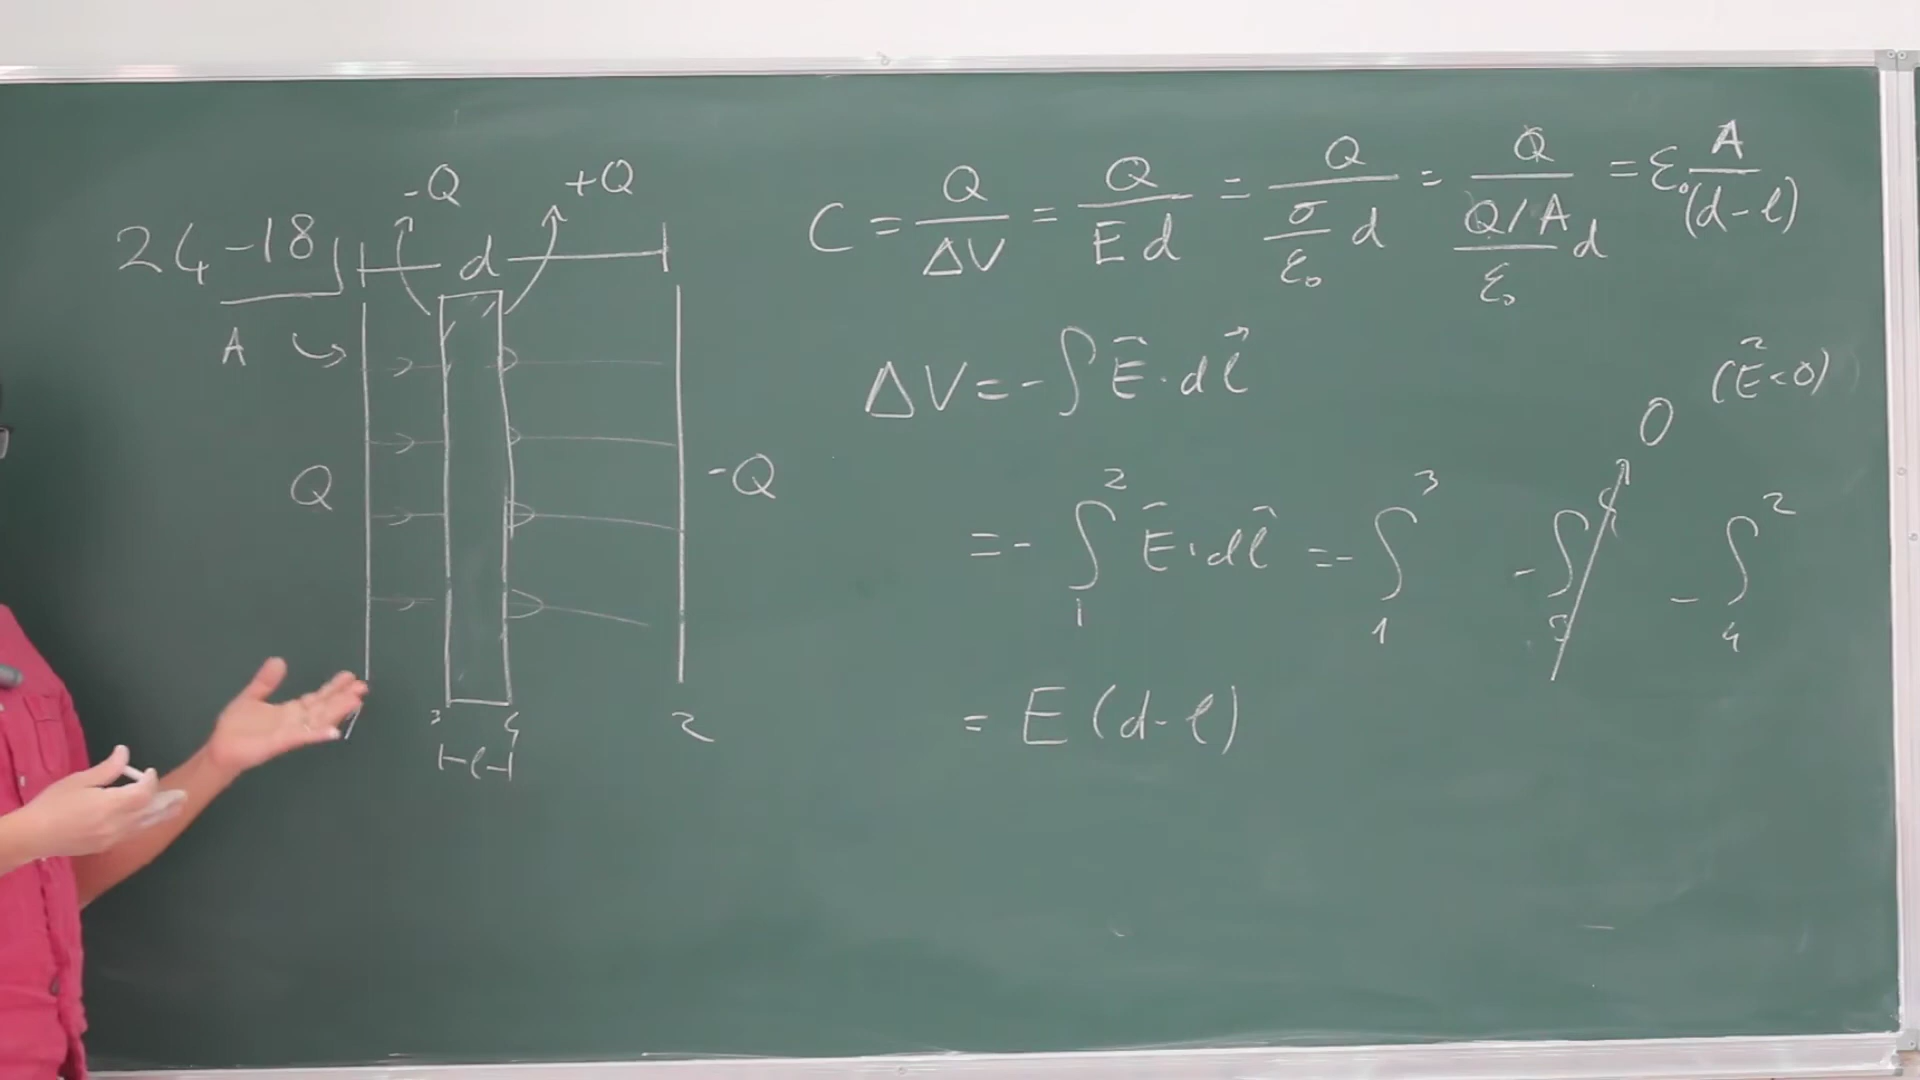 24-18
-Q
+Q
d
A
Q
-Q
1 3 4 2
l
C = Q/ΔV = Q/(E d) = Q/((σ/ε₀) d) = Q/(((Q/A)/ε₀) d) = ε₀ A/(d-l)
ΔV = -∫ E⃗ · dl⃗
(E⃗=0)
0
= -∫₁² E⃗ · dl⃗ = -∫₁³ -∫₃⁴ -∫₄²
= E (d-l)